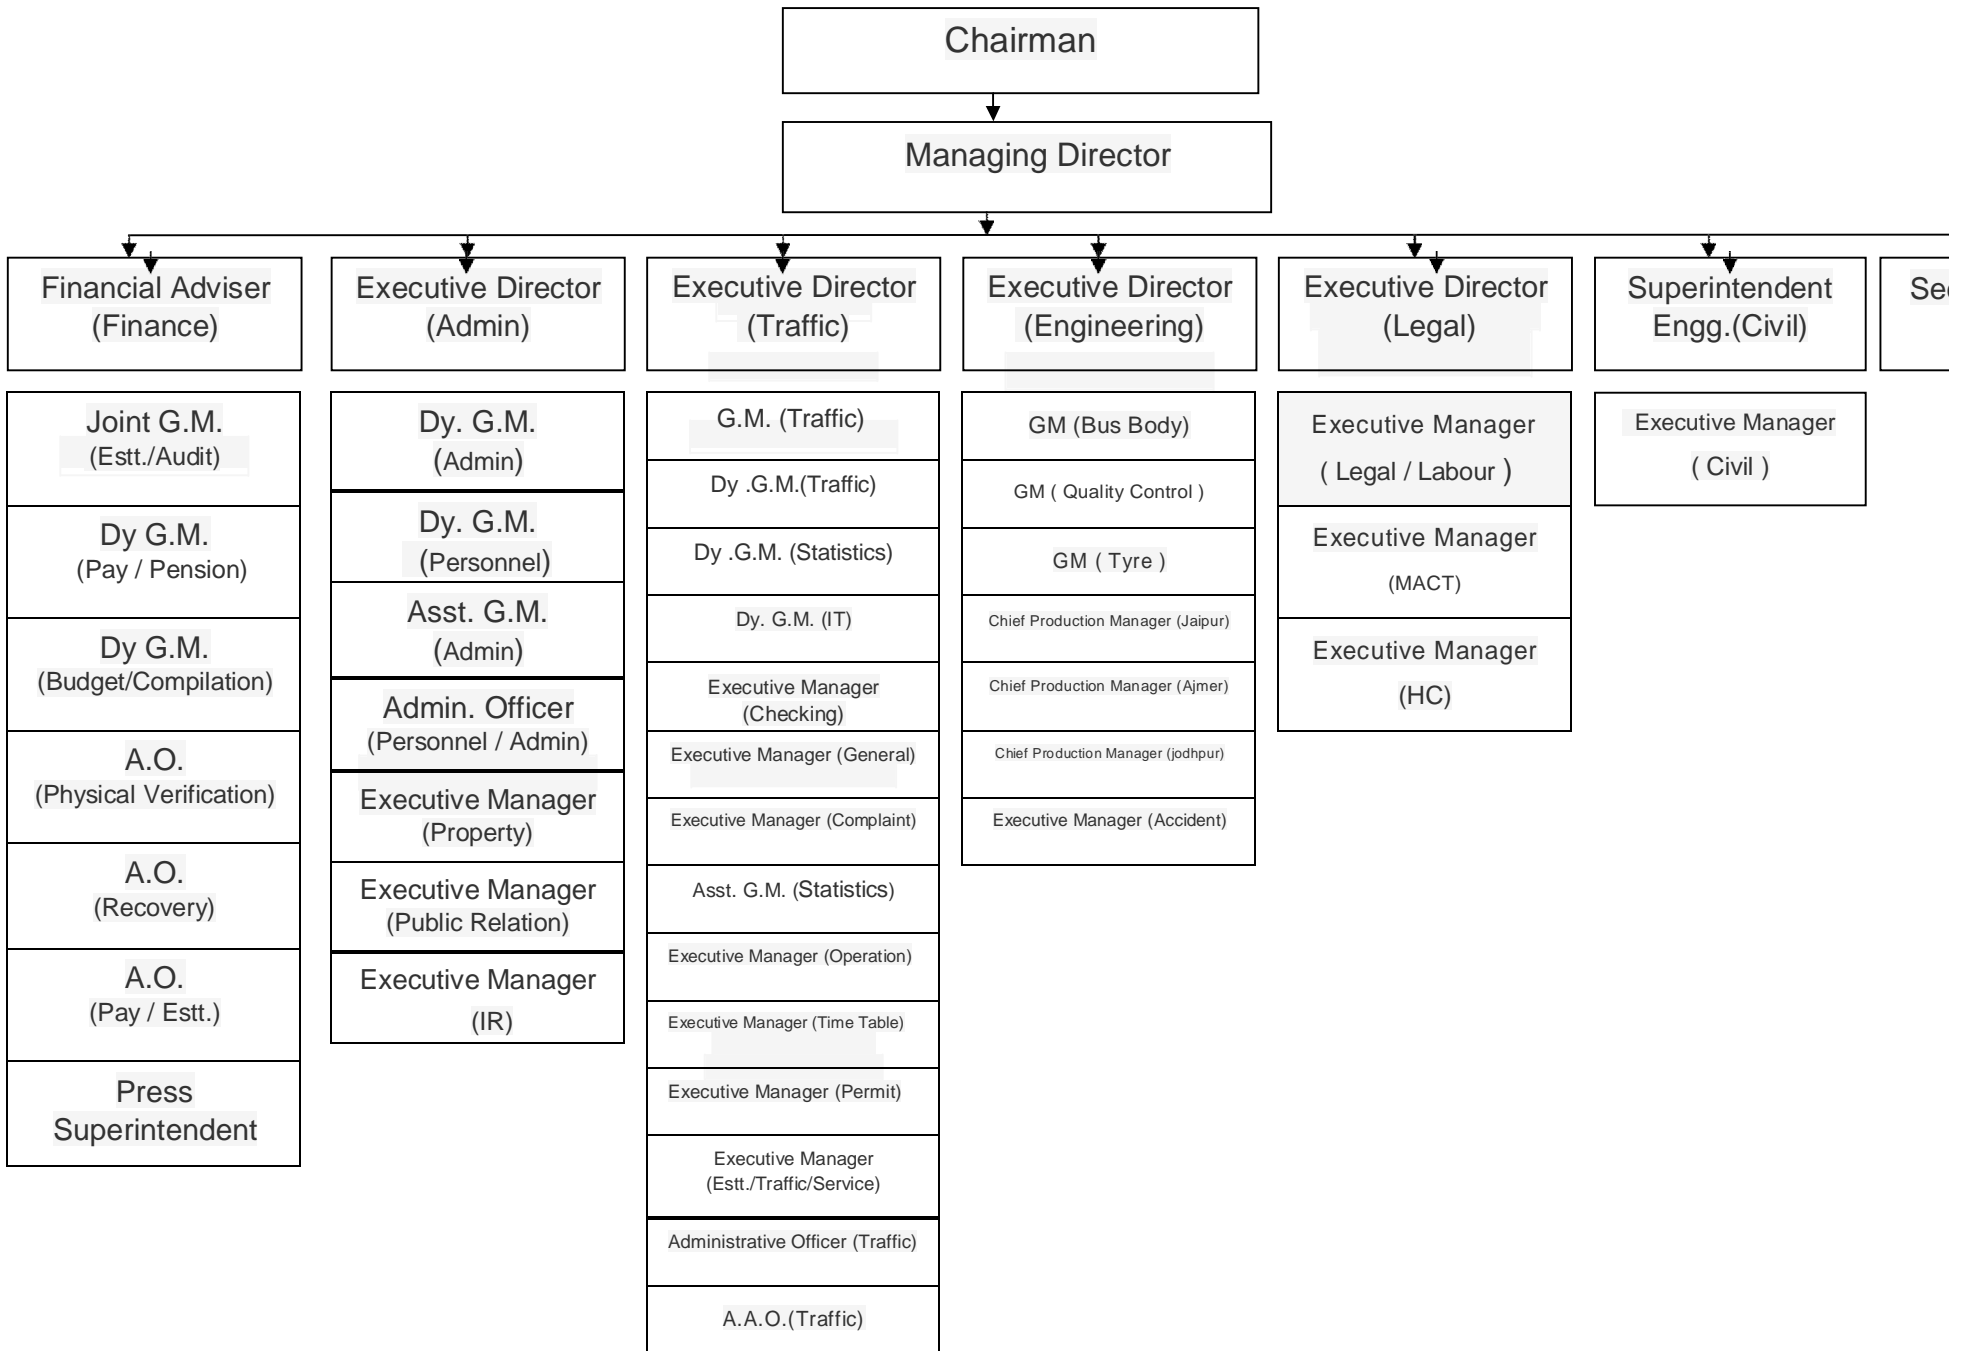 Chairman
Managing Director
Financial Adviser
(Finance)
Executive Director
(Admin)
Executive Director
(Traffic)
Executive Director
(Engineering)
Executive Director
(Legal)
Superintendent
Engg.(Civil)
Joint G.M.
(Estt./Audit)
Dy G.M.
(Pay / Pension)
Dy G.M.
(Budget/Compilation)
A.O.
(Physical Verification)
A.O.
(Recovery)
A.O.
(Pay / Estt.)
Press
Superintendent
Dy. G.M.
(Admin)
Dy. G.M.
(Personnel)
Asst. G.M.
(Admin)
Admin. Officer
(Personnel / Admin)
Executive Manager
(Property)
Executive Manager
(Public Relation)
Executive Manager
(IR)
G.M. (Traffic)
Dy .G.M.(Traffic)
Dy .G.M. (Statistics)
Dy. G.M. (IT)
Executive Manager
(Checking)
Executive Manager (General)
Executive Manager (Complaint)
Asst. G.M. (Statistics)
Executive Manager (Operation)
Executive Manager (Time Table)
Executive Manager (Permit)
Executive Manager
(Estt./Traffic/Service)
Administrative Officer (Traffic)
A.A.O.(Traffic)
GM (Bus Body)
GM ( Quality Control )
GM ( Tyre )
Chief Production Manager (Jaipur)
Chief Production Manager (Ajmer)
Chief Production Manager (jodhpur)
Executive Manager (Accident)
Executive Manager
( Legal / Labour )
Executive Manager
(MACT)
Executive Manager
(HC)
Executive Manager
( Civil )